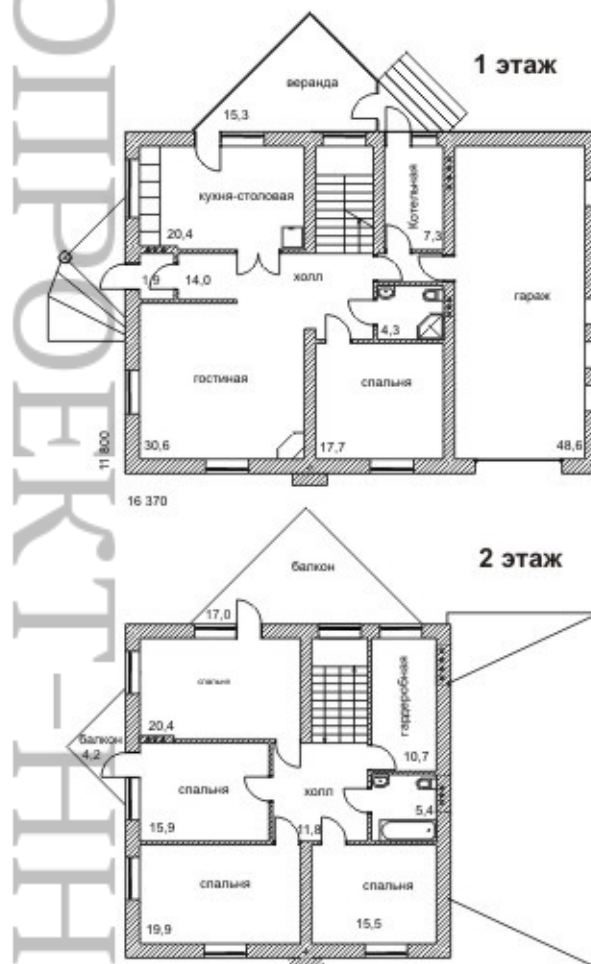 ОПРОЕКТ-НН
1 этаж
веранда
15,3
кухня-столовая
20,4
Котельная
7,3
1,9
14,0
холл
гараж
4,3
гостиная
спальня
30,6
17,7
48,6
11 800
16 370
2 этаж
балкон
17,0
спальня
20,4
гардеробная
10,7
балкон
4,2
спальня
15,9
холл
11,8
5,4
спальня
19,9
спальня
15,5